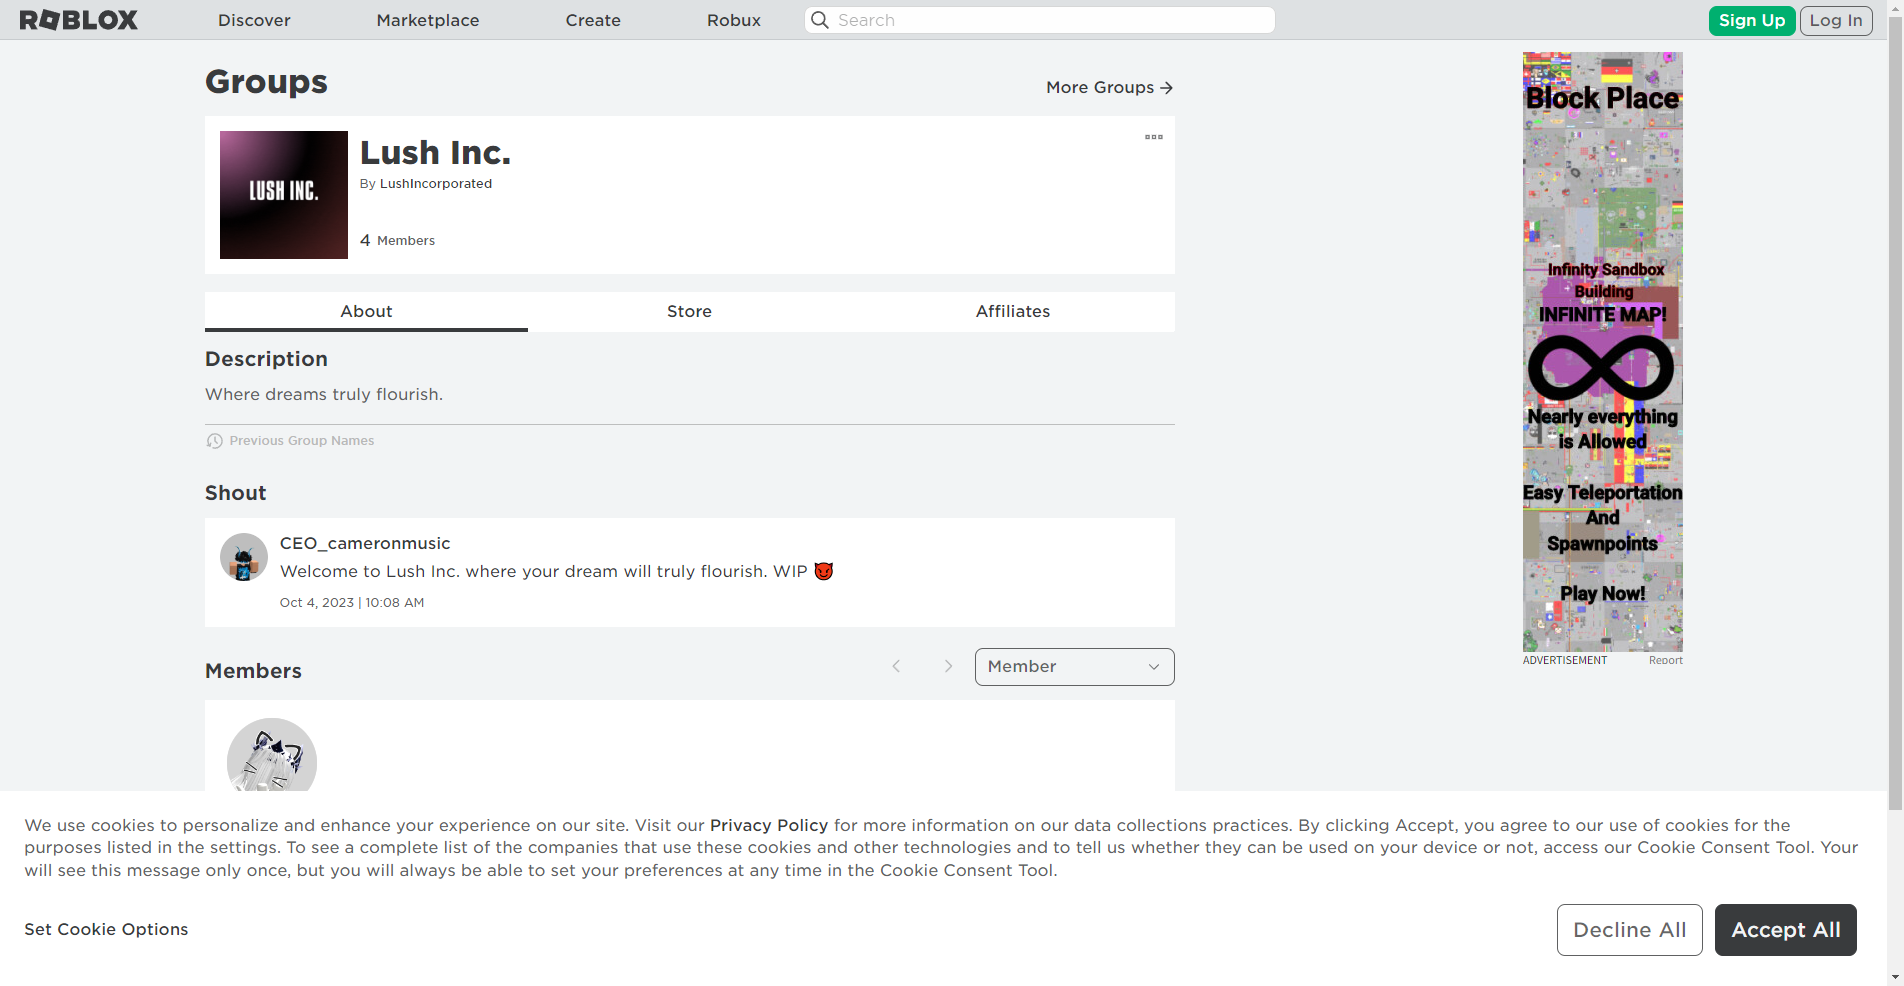 ROBLOX
Discover
Marketplace
Create
Robux
Search
Sign Up
Log In
Groups
More Groups
LUSH INC.
Lush Inc.
By LushIncorporated
4 Members
About
Store
Affiliates
Description
Where dreams truly flourish.
Previous Group Names
Shout
CEO_cameronmusic
Welcome to Lush Inc. where your dream will truly flourish. WIP 😈
Oct 4, 2023 | 10:08 AM
Members
Member
Block Place
Infinity Sandbox
Building
INFINITE MAP!
Nearly everything
is Allowed
Easy Teleportation
And
Spawnpoints
Play Now!
ADVERTISEMENT
Report
We use cookies to personalize and enhance your experience on our site. Visit our Privacy Policy for more information on our data collections practices. By clicking Accept, you agree to our use of cookies for the
purposes listed in the settings. To see a complete list of the companies that use these cookies and other technologies and to tell us whether they can be used on your device or not, access our Cookie Consent Tool. Your
will see this message only once, but you will always be able to set your preferences at any time in the Cookie Consent Tool.
Set Cookie Options
Decline All
Accept All